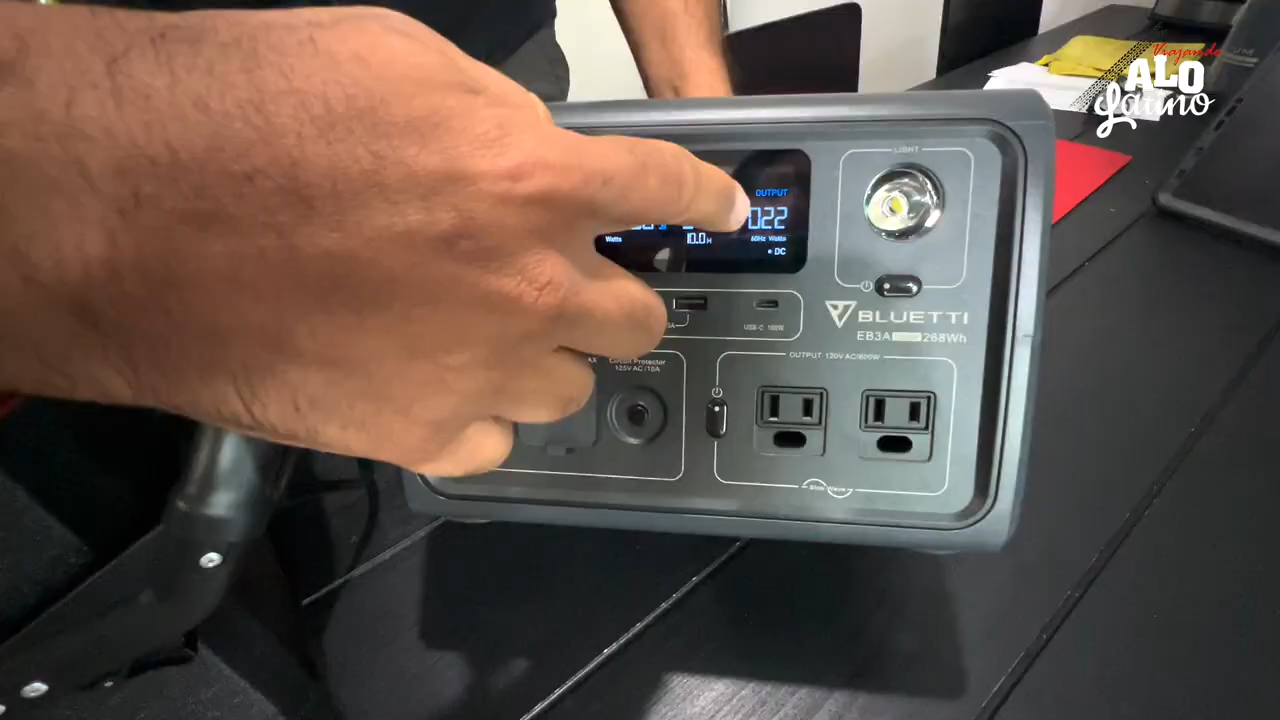 Viajando
ALO
Latino
LIGHT
OUTPUT
022
Watts
10.0H
60Hz Watts
DC
USB-C 100W
BLUETTI
EB3A 268Wh
Circuit Protector
125V AC /10A
OUTPUT: 120V AC/600W